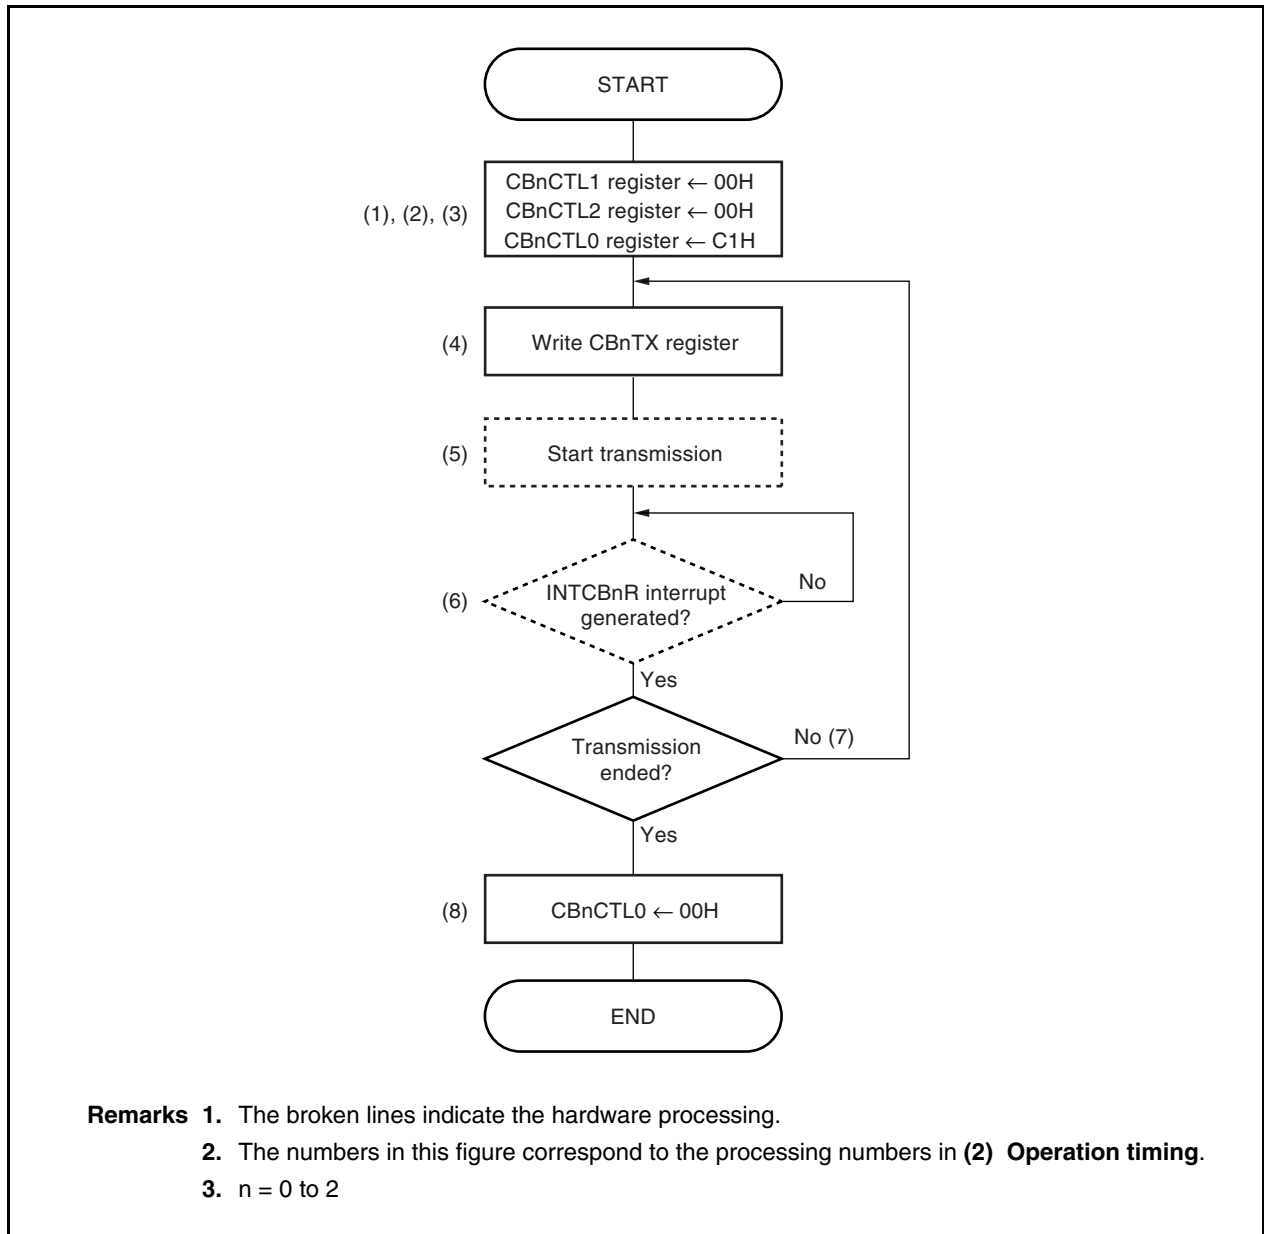 START
(1), (2), (3)
CBnCTL1 register ← 00H
CBnCTL2 register ← 00H
CBnCTL0 register ← C1H
(4)
Write CBnTX register
(5)
Start transmission
(6)
INTCBnR interrupt
generated?
No
Yes
Transmission
ended?
No (7)
Yes
(8)
CBnCTL0 ← 00H
END
Remarks 1. The broken lines indicate the hardware processing.
2. The numbers in this figure correspond to the processing numbers in (2) Operation timing.
3. n = 0 to 2